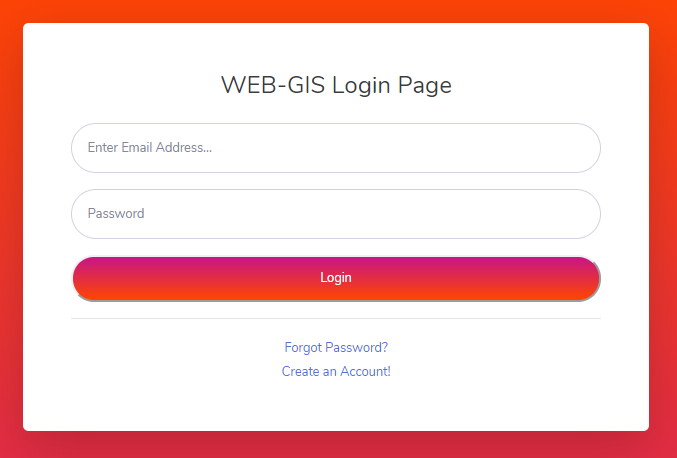 WEB-GIS Login Page
Enter Email Address...
Password
Login
Forgot Password?
Create an Account!